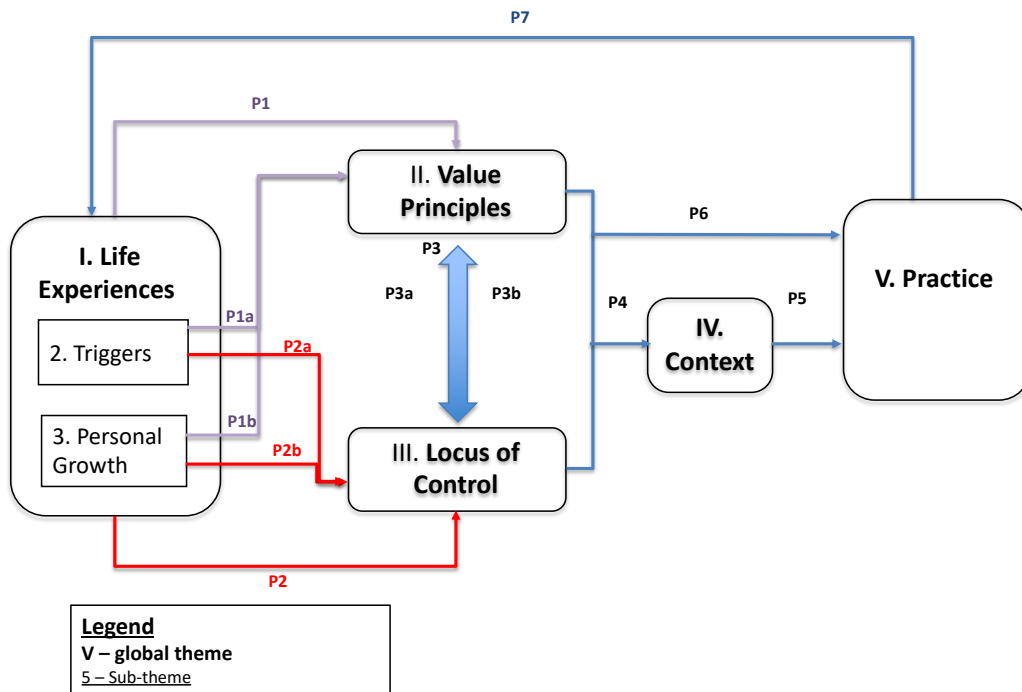 P7
P1
II. Value
Principles
I. Life
Experiences
P6
V. Practice
P3
P3a
P3b
P4
P5
IV.
Context
P1a
2. Triggers
P2a
P1b
3. Personal
Growth
P2b
III. Locus of
Control
P2
Legend
V – global theme
5 – Sub-theme